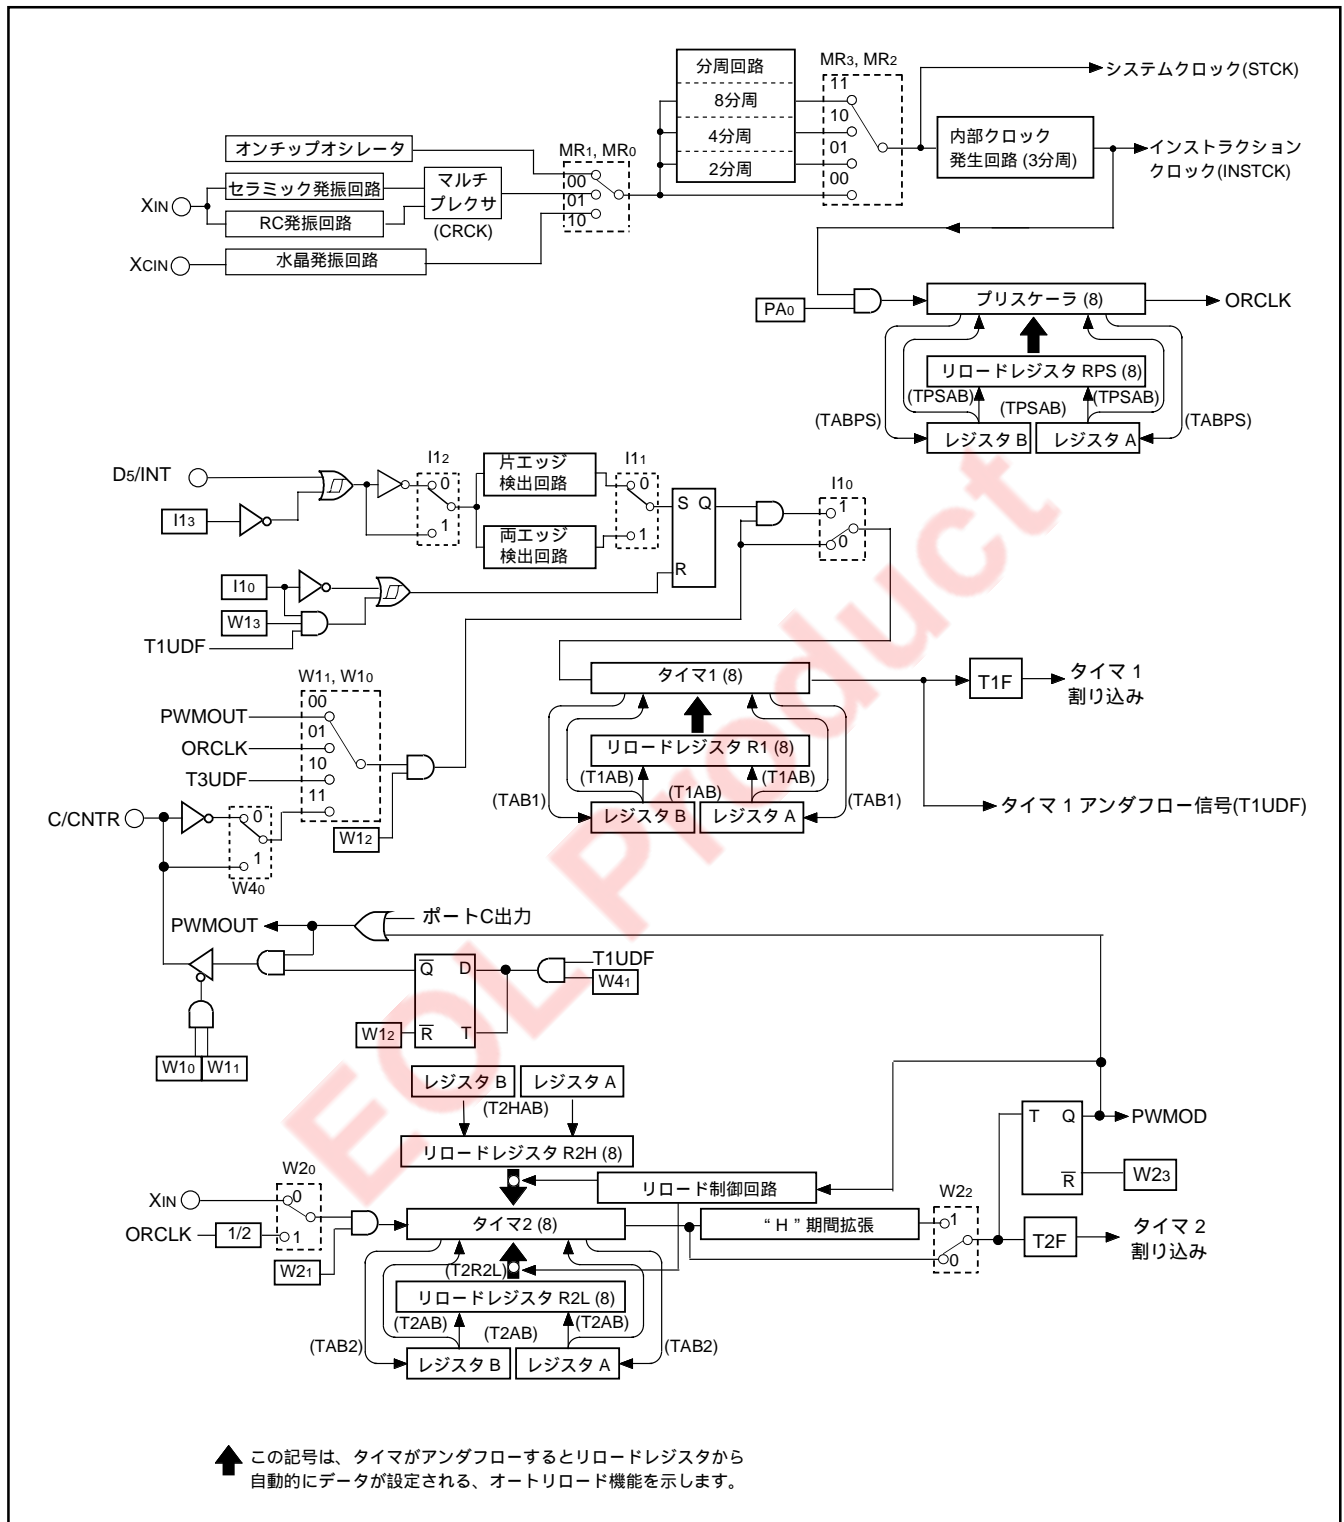 分周回路
8分周
4分周
2分周
MR3, MR2
11
10
01
00
システムクロック(STCK)
内部クロック
発生回路 (3分周)
インストラクション
クロック(INSTCK)
オンチップオシレータ
セラミック発振回路
RC発振回路
水晶発振回路
XIN
XCIN
マルチ
プレクサ
(CRCK)
MR1, MR0
00
01
10
PA0
プリスケーラ (8)
ORCLK
リロードレジスタ RPS (8)
(TPSAB)
(TPSAB)
(TPSAB)
(TABPS)
(TABPS)
レジスタ B
レジスタ A
D5/INT
I13
I12
0
1
片エッジ
検出回路
両エッジ
検出回路
I11
0
1
S Q
R
I10
1
0
I10
W13
T1UDF
W11, W10
00
01
10
11
PWMOUT
ORCLK
T3UDF
C/CNTR
0
1
W40
W12
タイマ1 (8)
リロードレジスタ R1 (8)
(T1AB)
(T1AB)
(T1AB)
(TAB1)
(TAB1)
レジスタ B
レジスタ A
T1F
タイマ 1
割り込み
タイマ 1 アンダフロー信号(T1UDF)
PWMOUT
ポートC出力
Q D
R T
W12
T1UDF
W41
W10
W11
レジスタ B
レジスタ A
(T2HAB)
リロードレジスタ R2H (8)
リロード制御回路
XIN
ORCLK
1/2
W20
0
1
W21
タイマ2 (8)
“ H ” 期間拡張
(T2R2L)
リロードレジスタ R2L (8)
(T2AB)
(T2AB)
(T2AB)
(TAB2)
(TAB2)
レジスタ B
レジスタ A
W22
1
0
T Q
R
PWMOD
W23
T2F
タイマ 2
割り込み
この記号は、タイマがアンダフローするとリロードレジスタから
自動的にデータが設定される、オートリロード機能を示します。
EOL Product